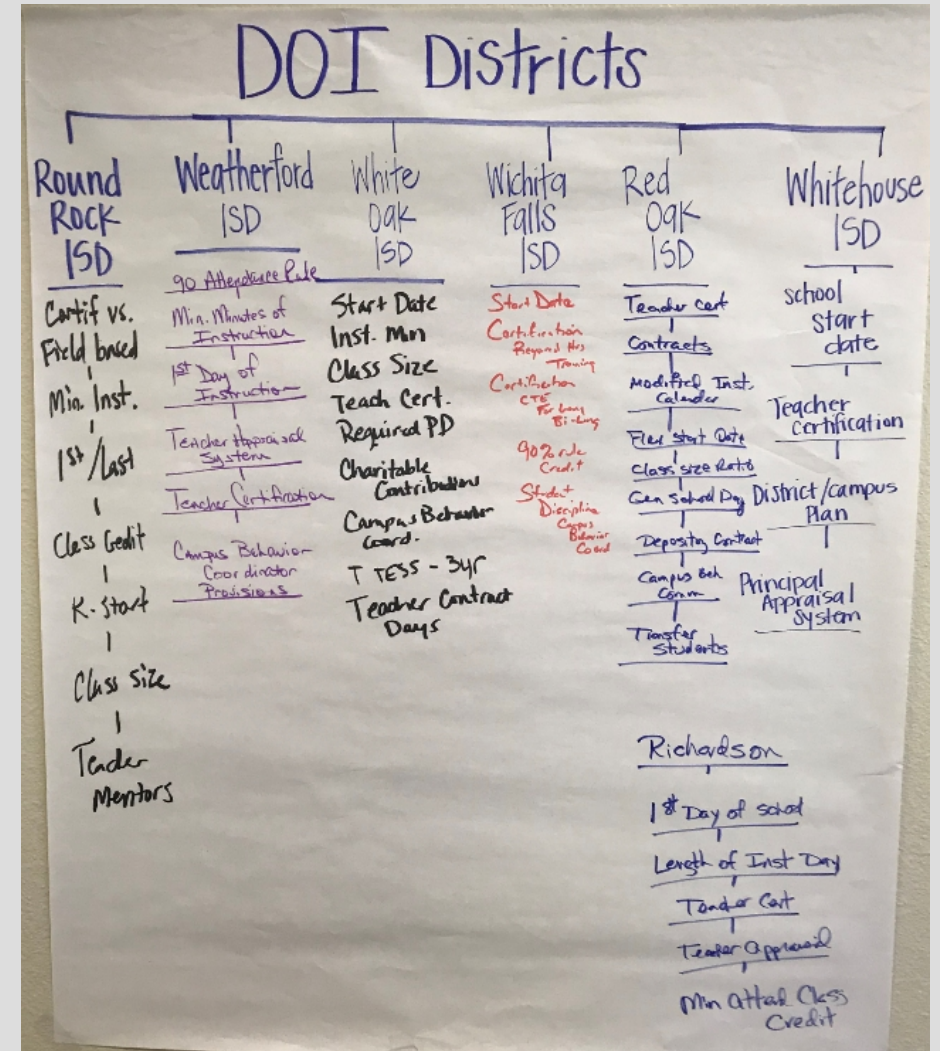 DOI Districts
Round
Rock
ISD
Certif vs.
Field based
Min. Inst.
1st/Last
Class Credit
K-Start
Class Size
Teacher
Mentors
Weatherford
ISD
90 Attendance Rule
Min. Minutes of
Instruction
1st Day of
Instruction
Teacher Appraisal
System
Teacher Certification
Campus Behavior
Coordinator
Provisions
White
Oak
ISD
Start Date
Inst. Min
Class Size
Teach Cert.
Required PD
Charitable
Contributions
Campus Behavior
Coord.
T TESS - 3yr
Teacher Contract
Days
Wichita
Falls
ISD
Start Date
Certification
Beyond Hrs
Training
Certification
CTE
For Lang
Bi-Ling
90% rule
Credit
Student
Discipline
Campus
Behavior
Coord
Red
Oak
ISD
Teacher cert
Contracts
Modified Inst.
Calendar
Flex Start Date
Class size Ratio
Gen School Day
Depository Contract
Campus Beh
Comm
Transfer
Students
Whitehouse
ISD
school
start
date
Teacher
Certification
District/campus
Plan
Principal
Appraisal
System
Richardson
1st Day of school
Length of Inst Day
Teacher Cert
Teacher Appraisal
Min Attend Class
Credit